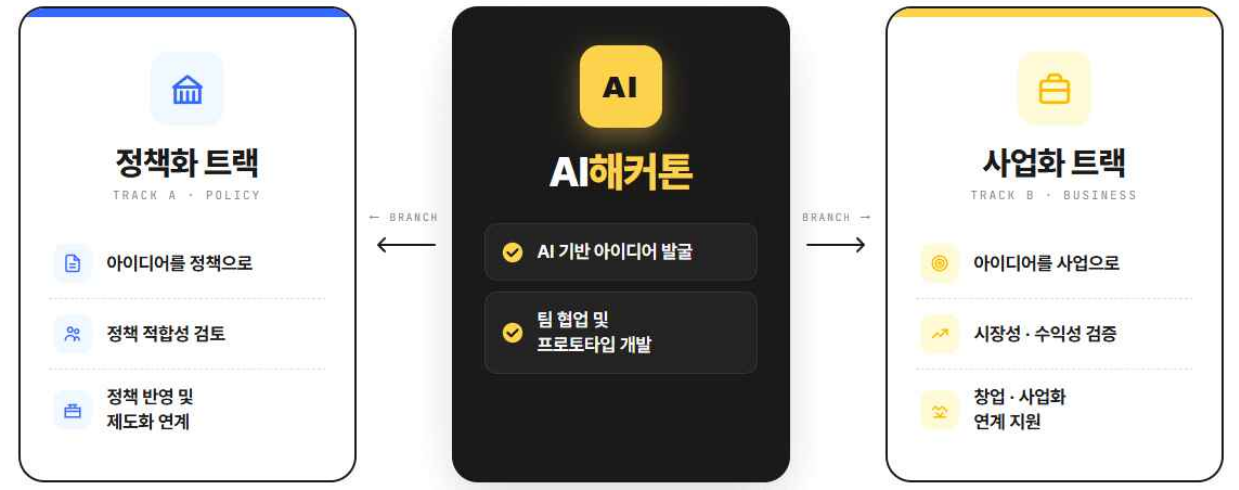 정책화 트랙
TRACK A · POLICY
아이디어를 정책으로
정책 적합성 검토
정책 반영 및
제도화 연계
← BRANCH
AI
AI해커톤
AI 기반 아이디어 발굴
팀 협업 및
프로토타입 개발
BRANCH →
사업화 트랙
TRACK B · BUSINESS
아이디어를 사업으로
시장성 · 수익성 검증
창업 · 사업화
연계 지원